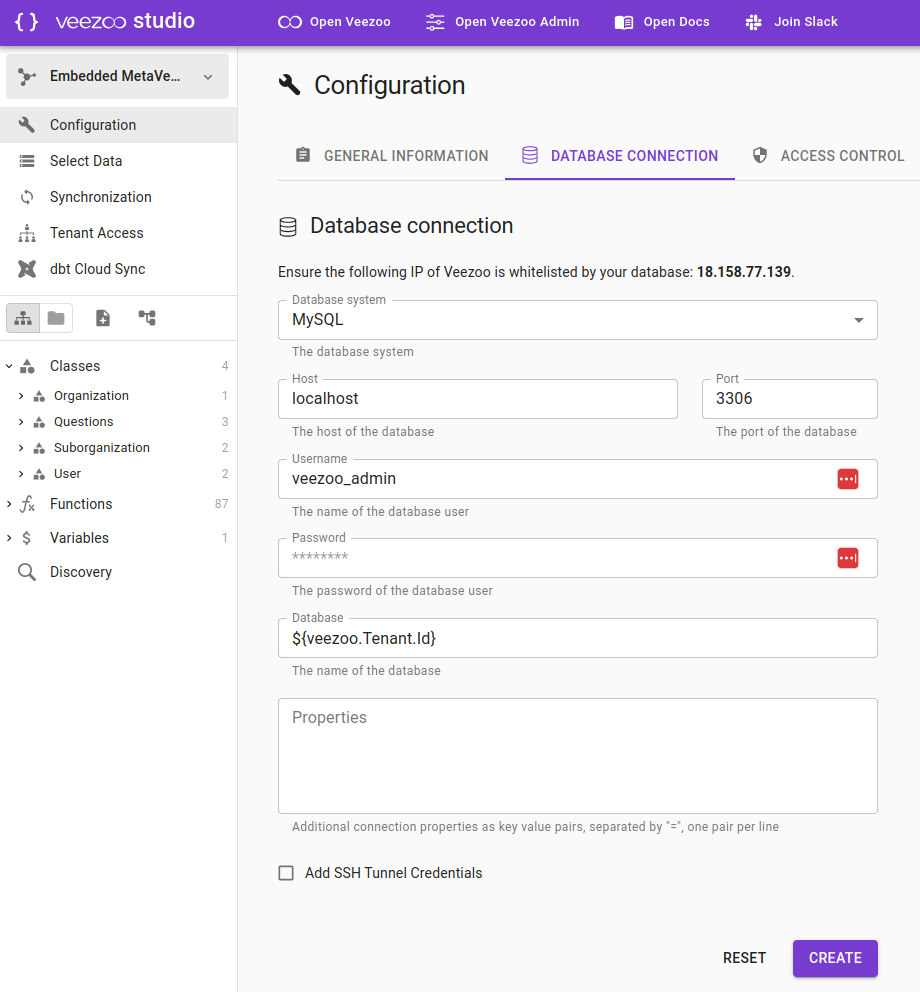 { } veezoo studio
Open Veezoo
Open Veezoo Admin
Open Docs
Join Slack
Embedded MetaVe...
Configuration
Select Data
Synchronization
Tenant Access
dbt Cloud Sync
Classes 4
Organization 1
Questions 3
Suborganization 2
User 2
Functions 87
$ Variables 1
Discovery
Configuration
GENERAL INFORMATION
DATABASE CONNECTION
ACCESS CONTROL
Database connection
Ensure the following IP of Veezoo is whitelisted by your database: 18.158.77.139.
Database system
MySQL
The database system
Host
localhost
The host of the database
Port
3306
The port of the database
Username
veezoo_admin
The name of the database user
Password
********
The password of the database user
Database
${veezoo.Tenant.Id}
The name of the database
Properties
Additional connection properties as key value pairs, separated by "=", one pair per line
Add SSH Tunnel Credentials
RESET
CREATE